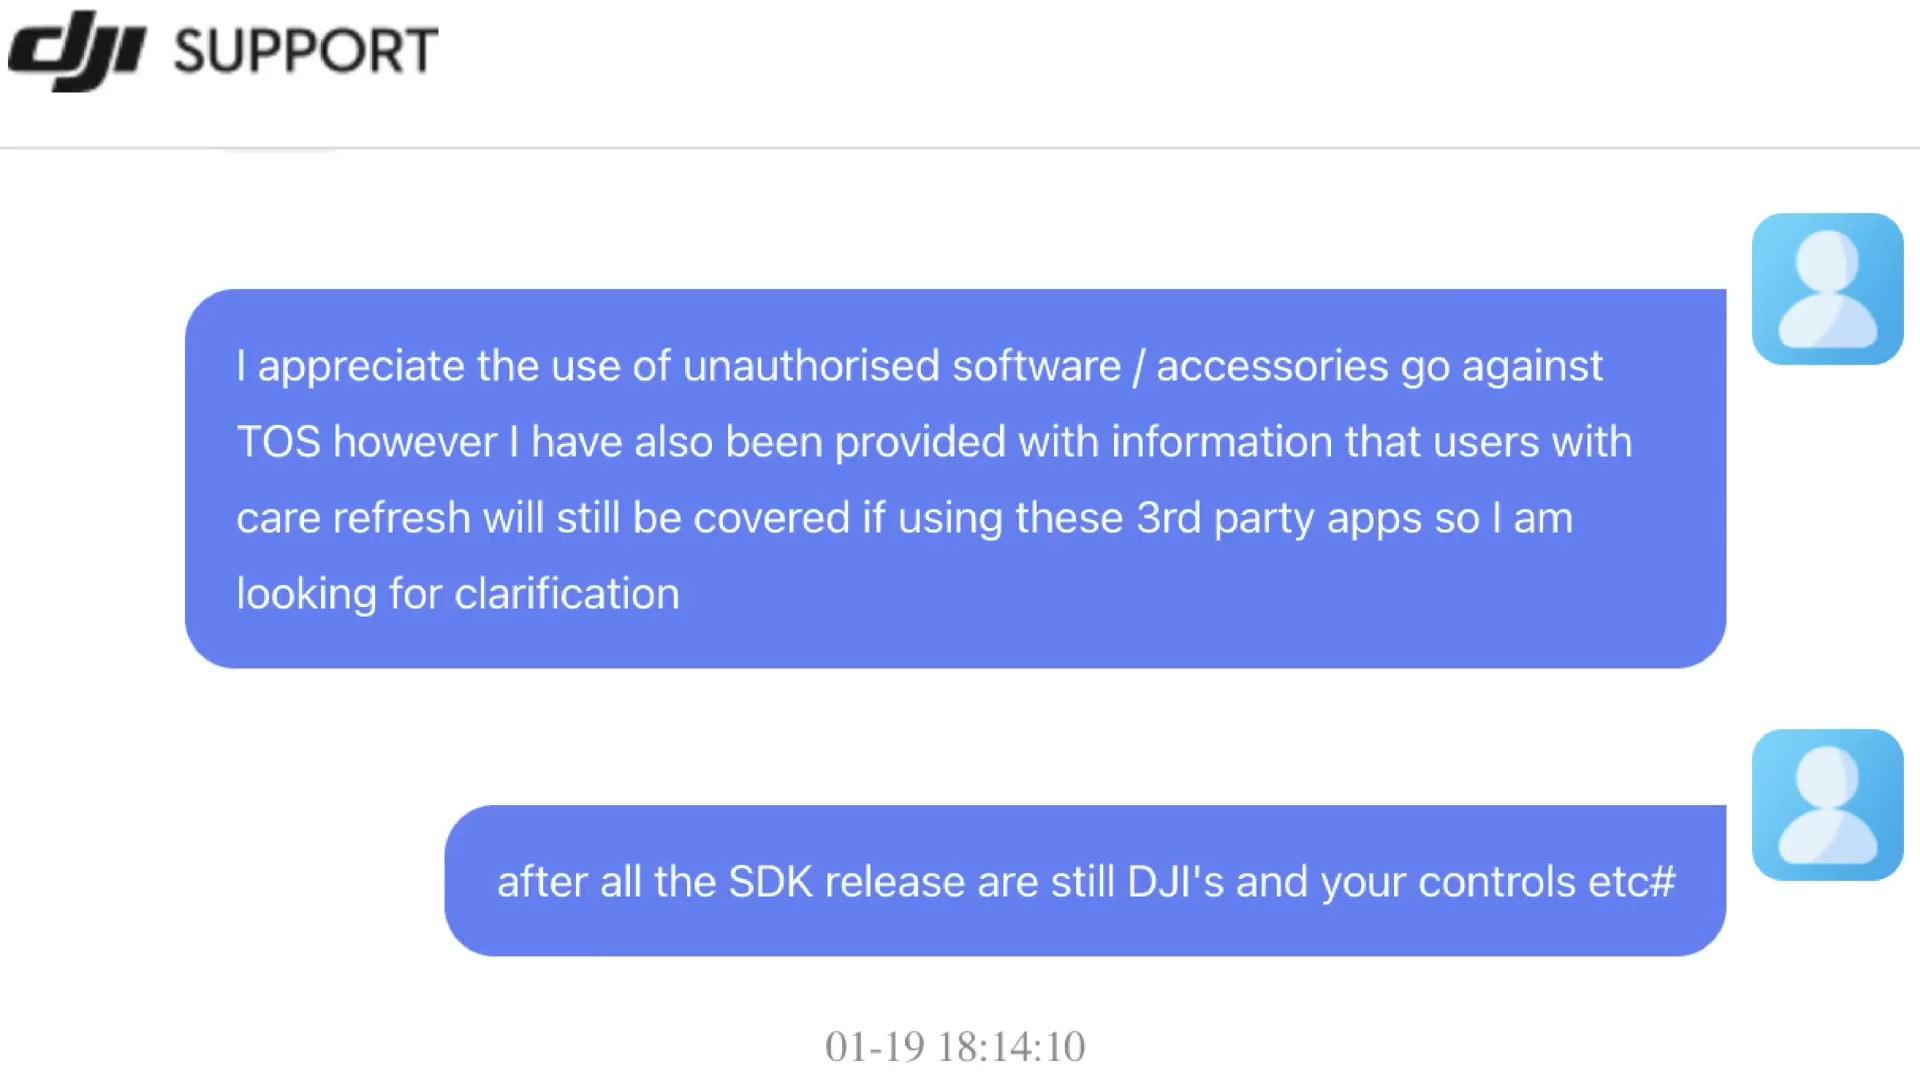 dji SUPPORT
I appreciate the use of unauthorised software / accessories go against
TOS however I have also been provided with information that users with
care refresh will still be covered if using these 3rd party apps so I am
looking for clarification
after all the SDK release are still DJI's and your controls etc#
01-19 18:14:10